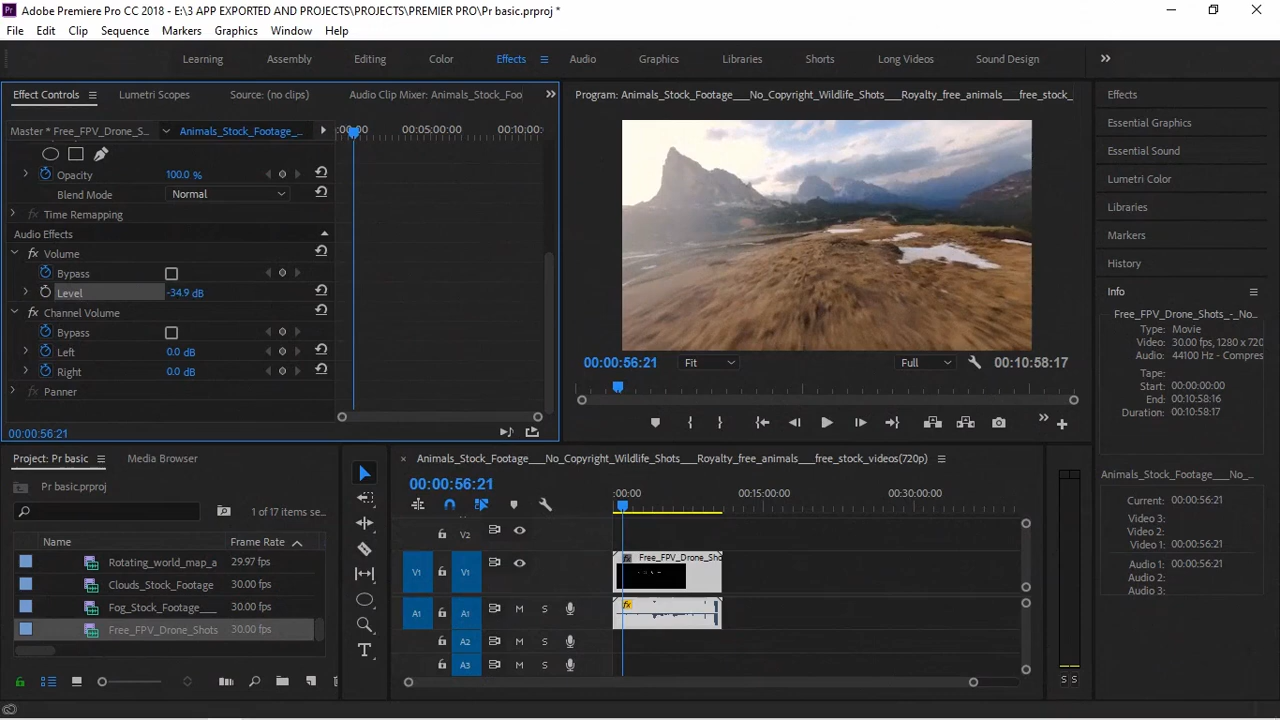 Adobe Premiere Pro CC 2018 - E:\3 APP EXPORTED AND PROJECTS\PROJECTS\PREMIER PRO\Pr basic.prproj *
File Edit Clip Sequence Markers Graphics Window Help
Learning Assembly Editing Color Effects Audio Graphics Libraries Shorts Long Videos Sound Design
Effect Controls Lumetri Scopes Source: (no clips) Audio Clip Mixer: Animals_Stock_Foo
Master * Free_FPV_Drone_S... Animals_Stock_Footage_... :00:00 00:05:00:00 00:10:00:
Opacity 100.0 %
Blend Mode Normal
Time Remapping
Audio Effects
fx Volume
Bypass
Level -34.9 dB
fx Channel Volume
Bypass
Left 0.0 dB
Right 0.0 dB
Panner
00:00:56:21
Program: Animals_Stock_Footage___No_Copyright_Wildlife_Shots___Royalty_free_animals___free_stock_
00:00:56:21 Fit Full 00:10:58:17
Effects
Essential Graphics
Essential Sound
Lumetri Color
Libraries
Markers
History
Info
Free_FPV_Drone_Shots_-_No...
Type: Movie
Video: 30.00 fps, 1280 x 720
Audio: 44100 Hz - Compres
Tape:
Start: 00:00:00:00
End: 00:10:58:16
Duration: 00:10:58:17
Animals_Stock_Footage___No_Copyright_W...
Current: 00:00:56:21
Video 3:
Video 2:
Video 1: 00:00:56:21
Audio 1: 00:00:56:21
Audio 2:
Audio 3:
Project: Pr basic Media Browser
Pr basic.prproj
1 of 17 items se...
Name Frame Rate
Rotating_world_map_a 29.97 fps
Clouds_Stock_Footage 30.00 fps
Fog_Stock_Footage___ 30.00 fps
Free_FPV_Drone_Shots 30.00 fps
Animals_Stock_Footage___No_Copyright_Wildlife_Shots___Royalty_free_animals___free_stock_videos(720p)
00:00:56:21 :00:00 00:15:00:00 00:30:00:00
V2
V1 V1 fx Free_FPV_Drone_Sho
A1 A1 M S fx
A2 M S
A3 M S
S S